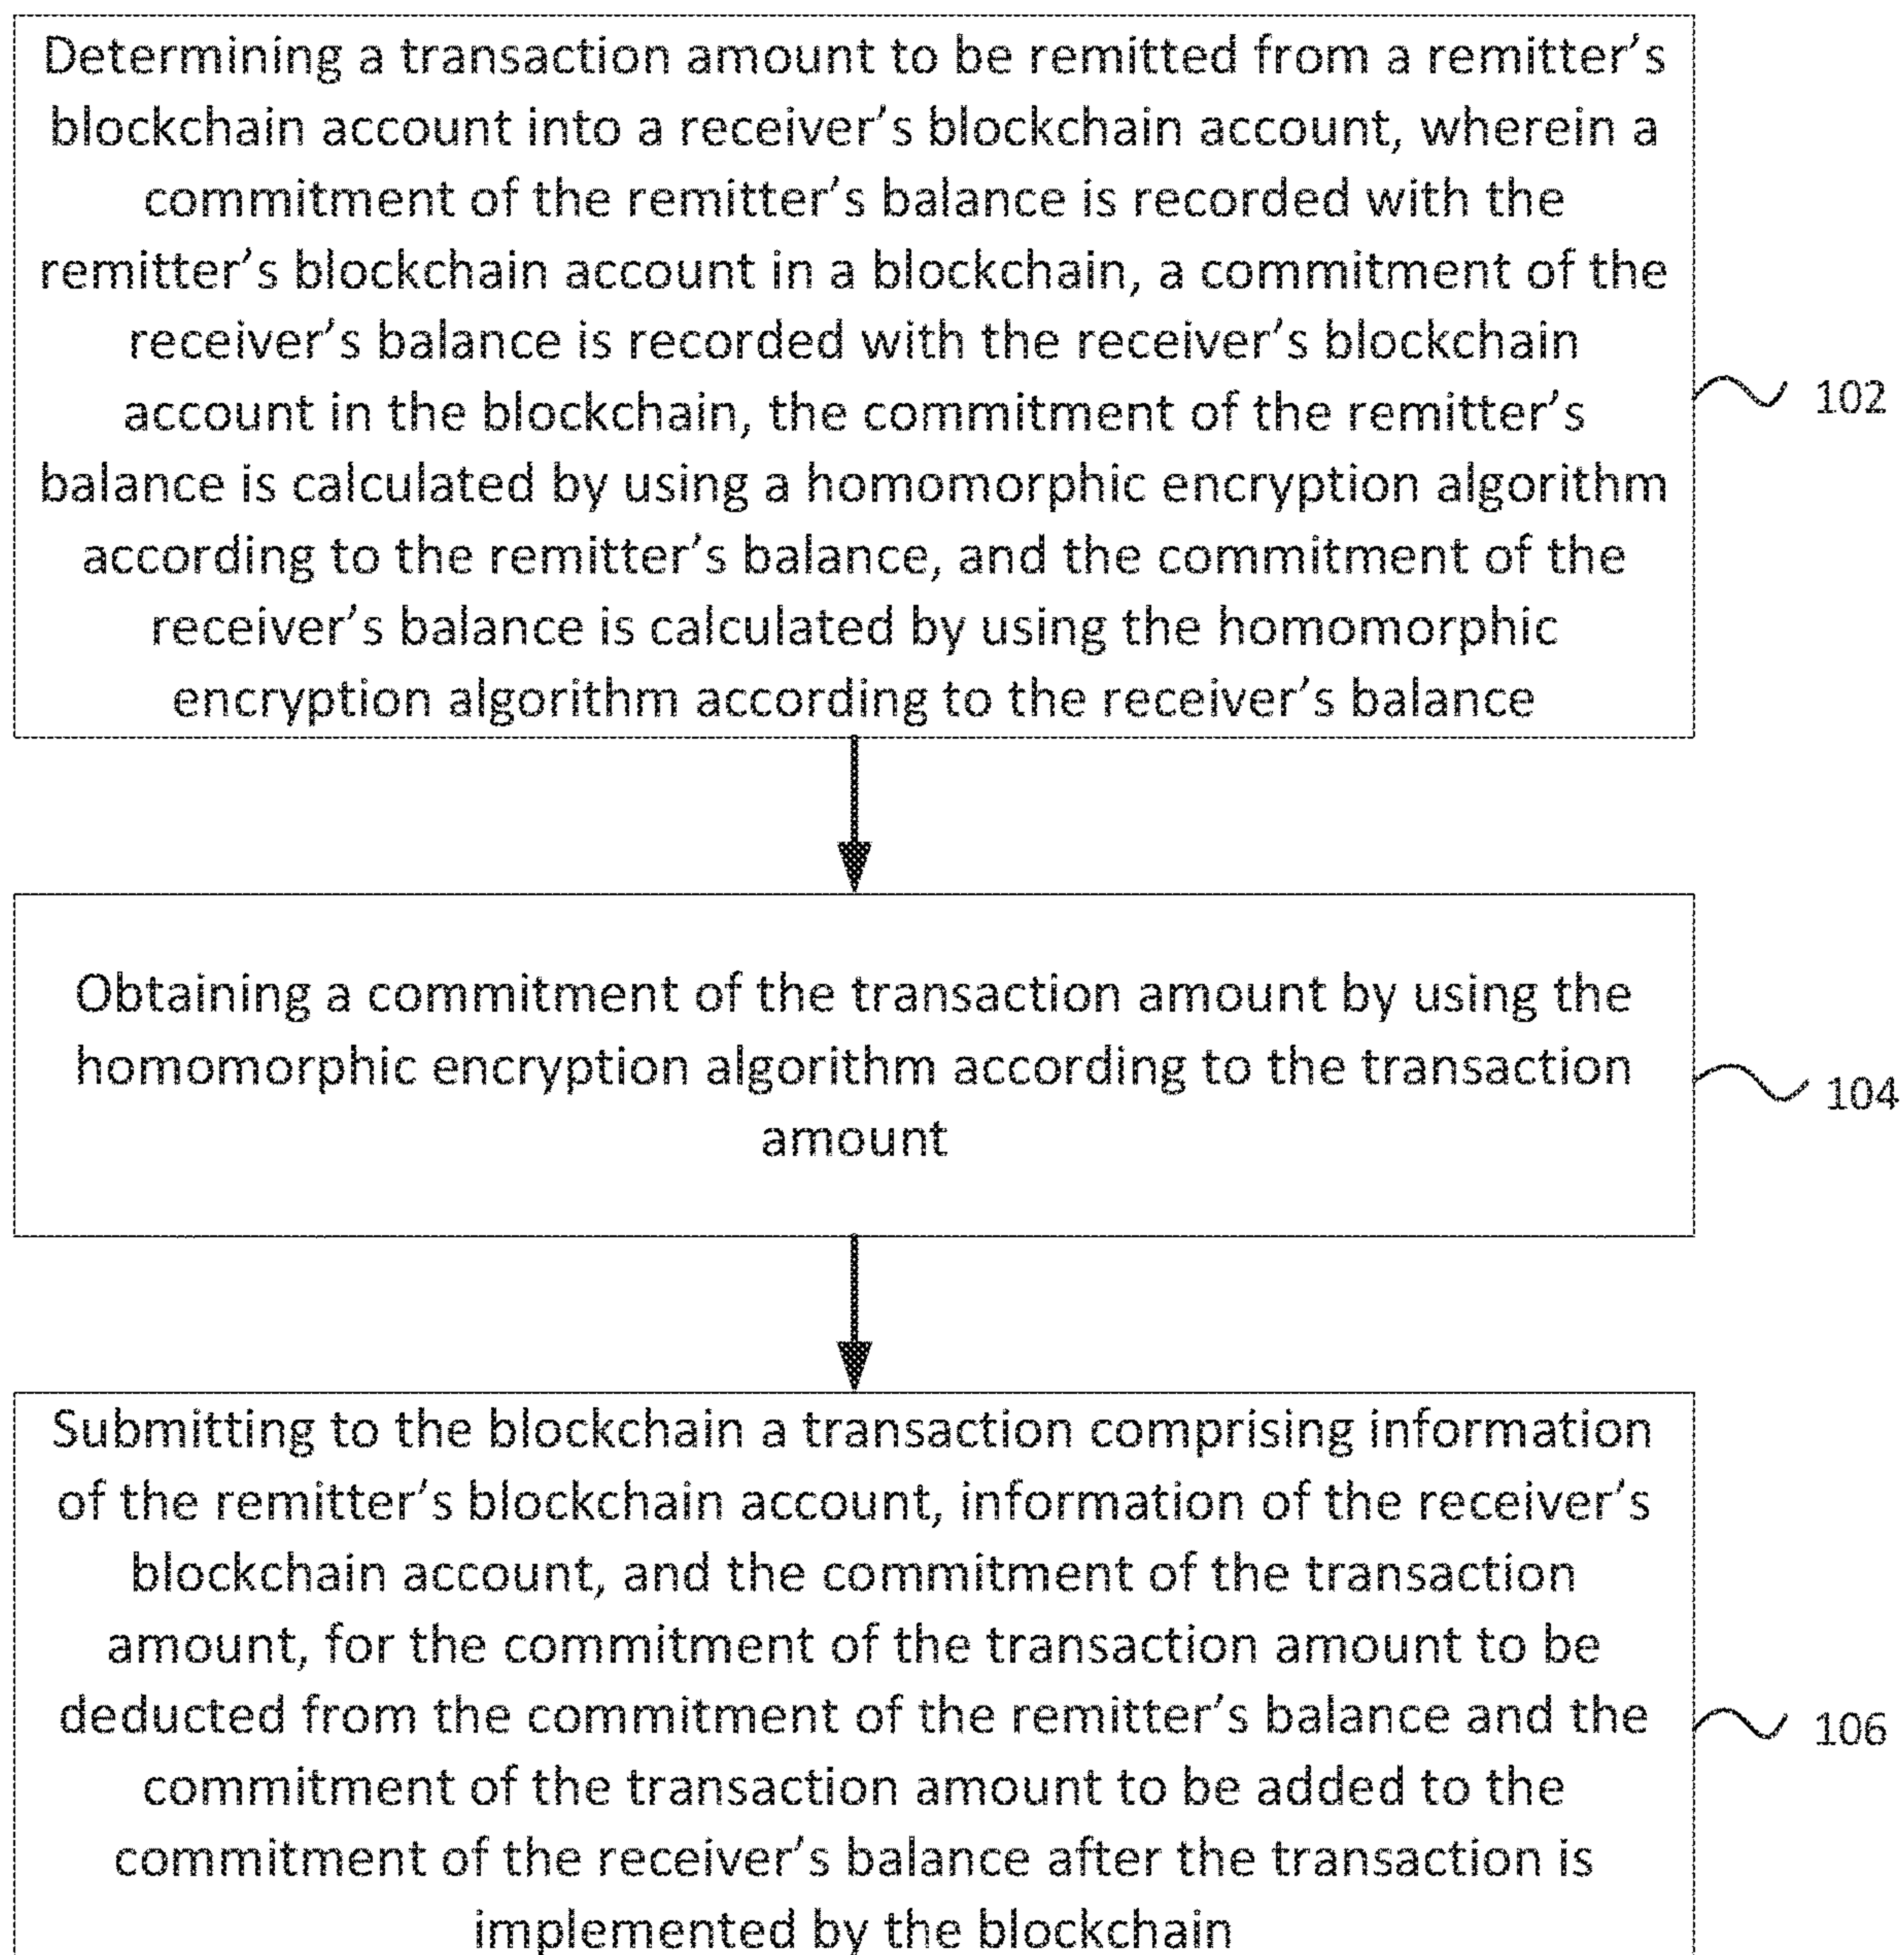 Determining a transaction amount to be remitted from a remitter's
blockchain account into a receiver's blockchain account, wherein a
commitment of the remitter's balance is recorded with the
remitter's blockchain account in a blockchain, a commitment of the
receiver's balance is recorded with the receiver's blockchain
account in the blockchain, the commitment of the remitter's
balance is calculated by using a homomorphic encryption algorithm
according to the remitter's balance, and the commitment of the
receiver's balance is calculated by using the homomorphic
encryption algorithm according to the receiver's balance
102
Obtaining a commitment of the transaction amount by using the
homomorphic encryption algorithm according to the transaction
amount
104
Submitting to the blockchain a transaction comprising information
of the remitter's blockchain account, information of the receiver's
blockchain account, and the commitment of the transaction
amount, for the commitment of the transaction amount to be
deducted from the commitment of the remitter's balance and the
commitment of the transaction amount to be added to the
commitment of the receiver's balance after the transaction is
implemented by the blockchain
106